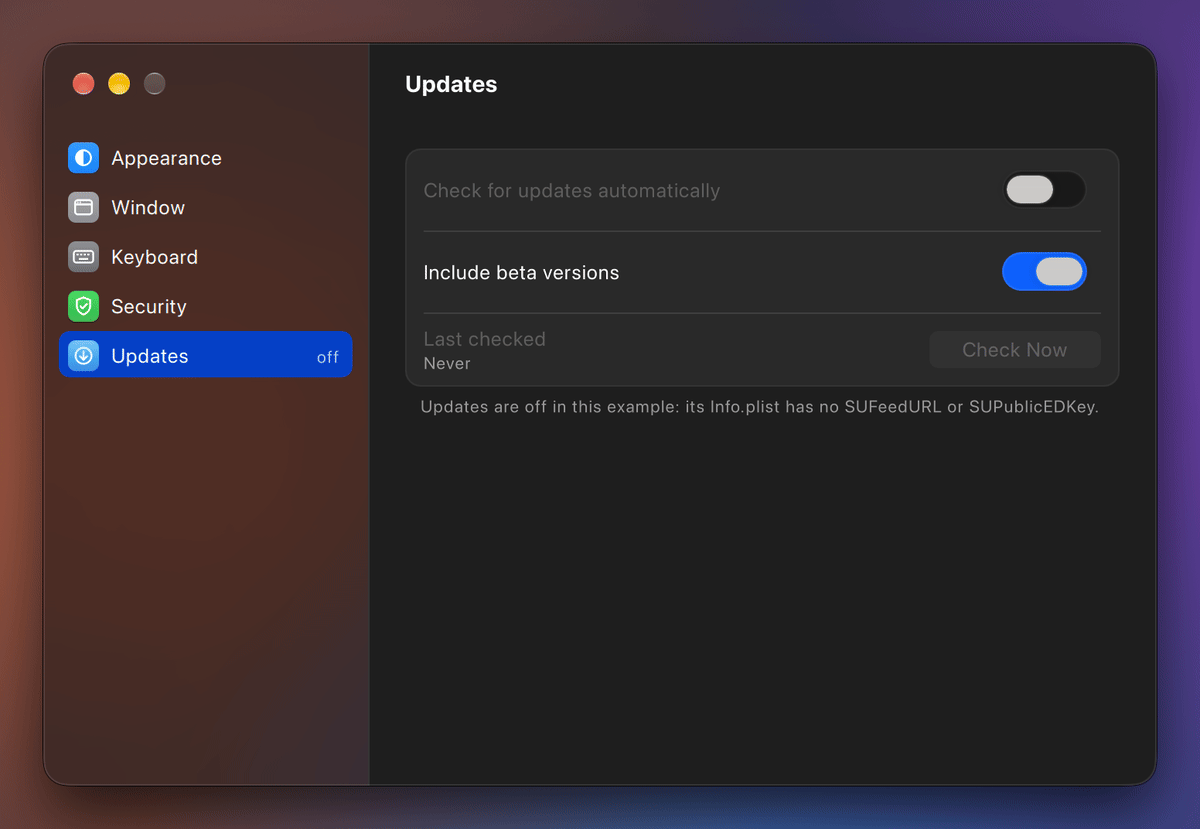 Updates
Appearance
Window
Keyboard
Security
Updates off
Check for updates automatically
Include beta versions
Last checked
Never
Check Now
Updates are off in this example: its Info.plist has no SUFeedURL or SUPublicEDKey.